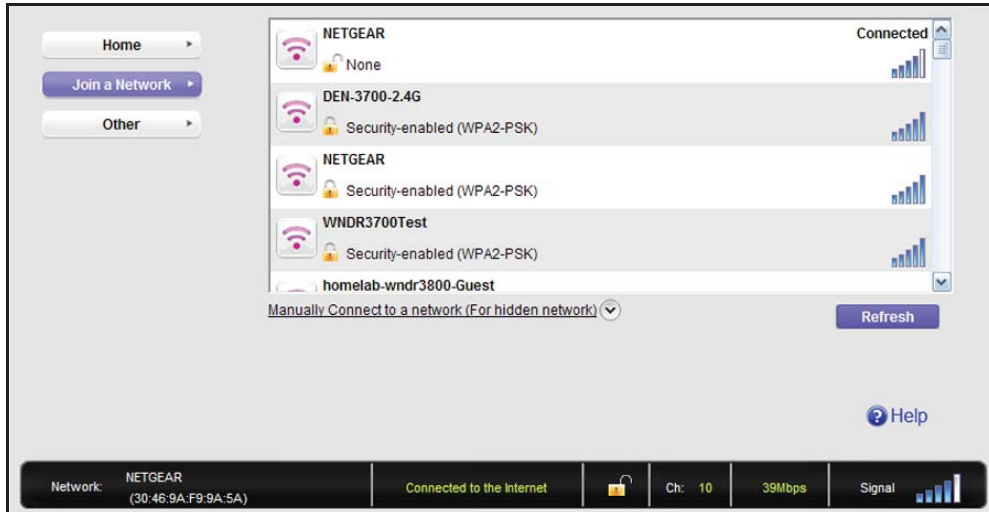 Home
Join a Network
Other
NETGEAR
Connected
None
DEN-3700-2.4G
Security-enabled (WPA2-PSK)
NETGEAR
Security-enabled (WPA2-PSK)
WNDR3700Test
Security-enabled (WPA2-PSK)
homelab-wndr3800-Guest
Manually Connect to a network (For hidden network)
Refresh
? Help
Network: NETGEAR
(30:46:9A:F9:9A:5A)
Connected to the Internet
Ch: 10
39Mbps
Signal